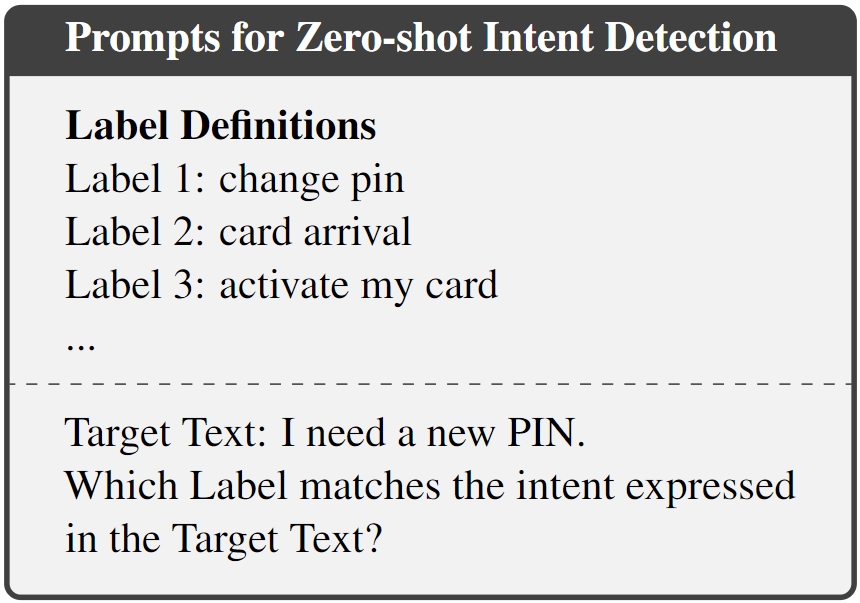 Prompts for Zero-shot Intent Detection
Label Definitions
Label 1: change pin
Label 2: card arrival
Label 3: activate my card
...
Target Text: I need a new PIN.
Which Label matches the intent expressed
in the Target Text?